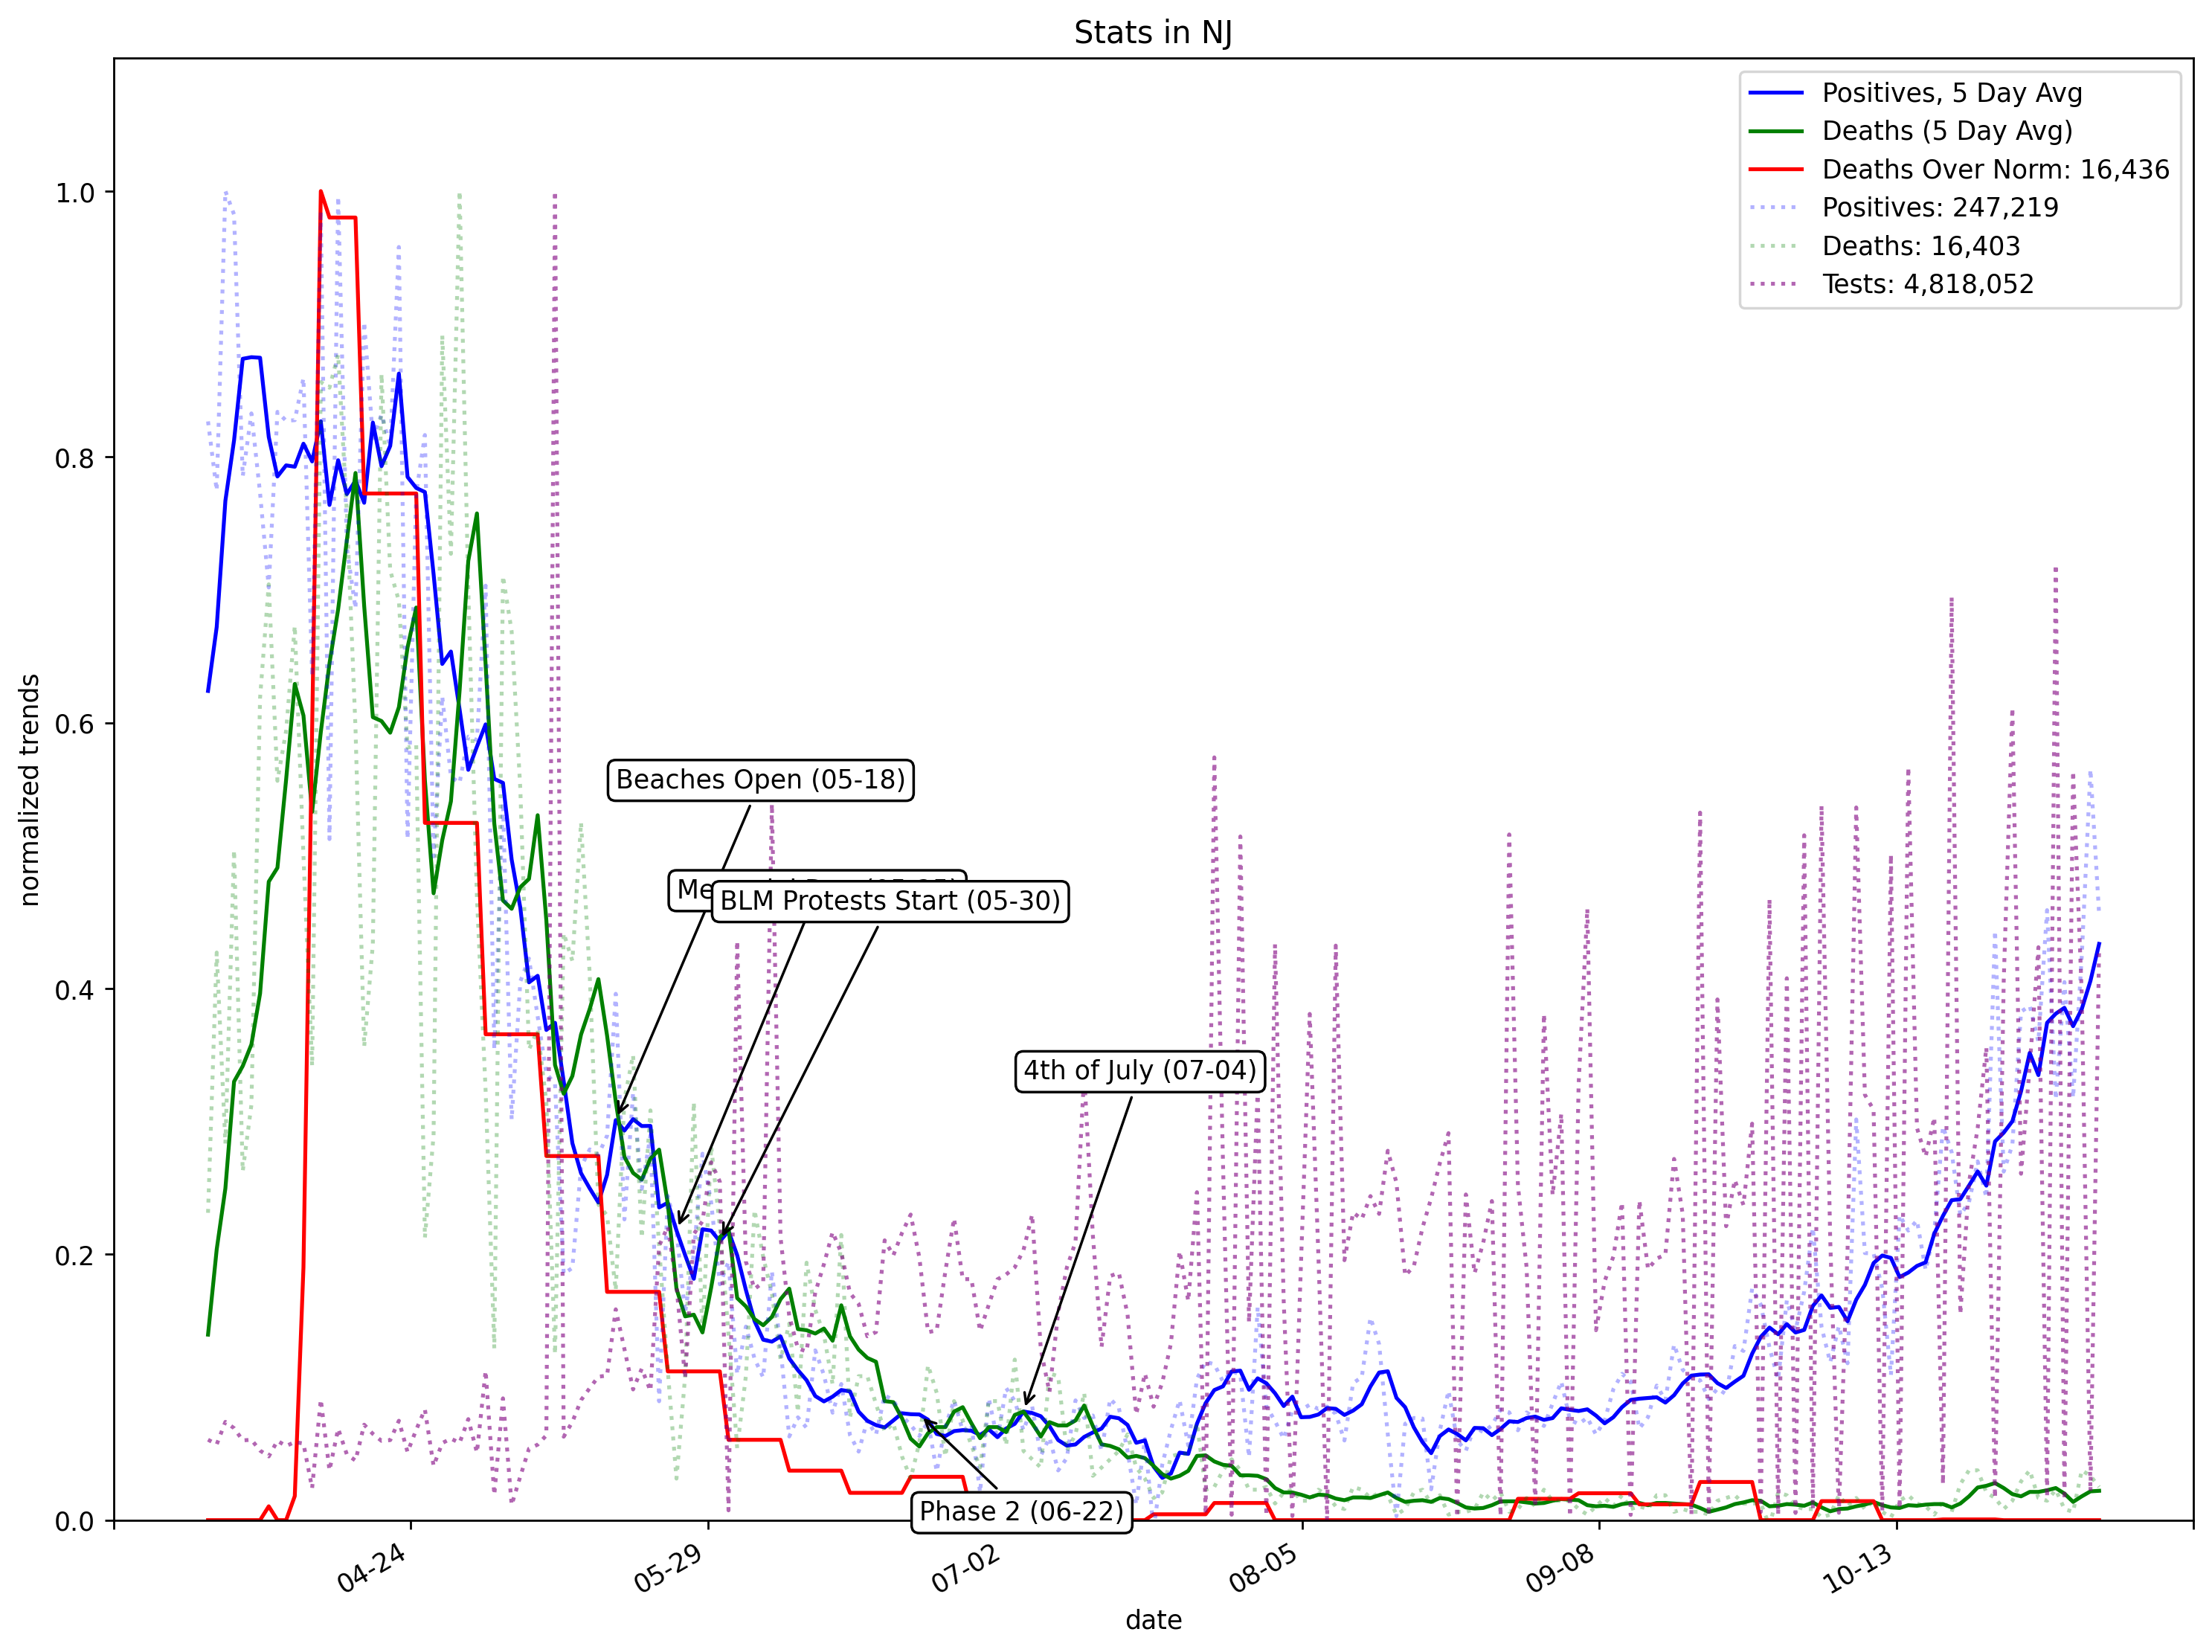 Stats in NJ
Positives, 5 Day Avg
Deaths (5 Day Avg)
Deaths Over Norm: 16,436
Positives: 247,219
Deaths: 16,403
Tests: 4,818,052
normalized trends
1.0
0.8
0.6
0.4
0.2
0.0
Beaches Open (05-18)
BLM Protests Start (05-30)
4th of July (07-04)
Phase 2 (06-22)
04-24
05-29
07-02
08-05
09-08
10-13
date